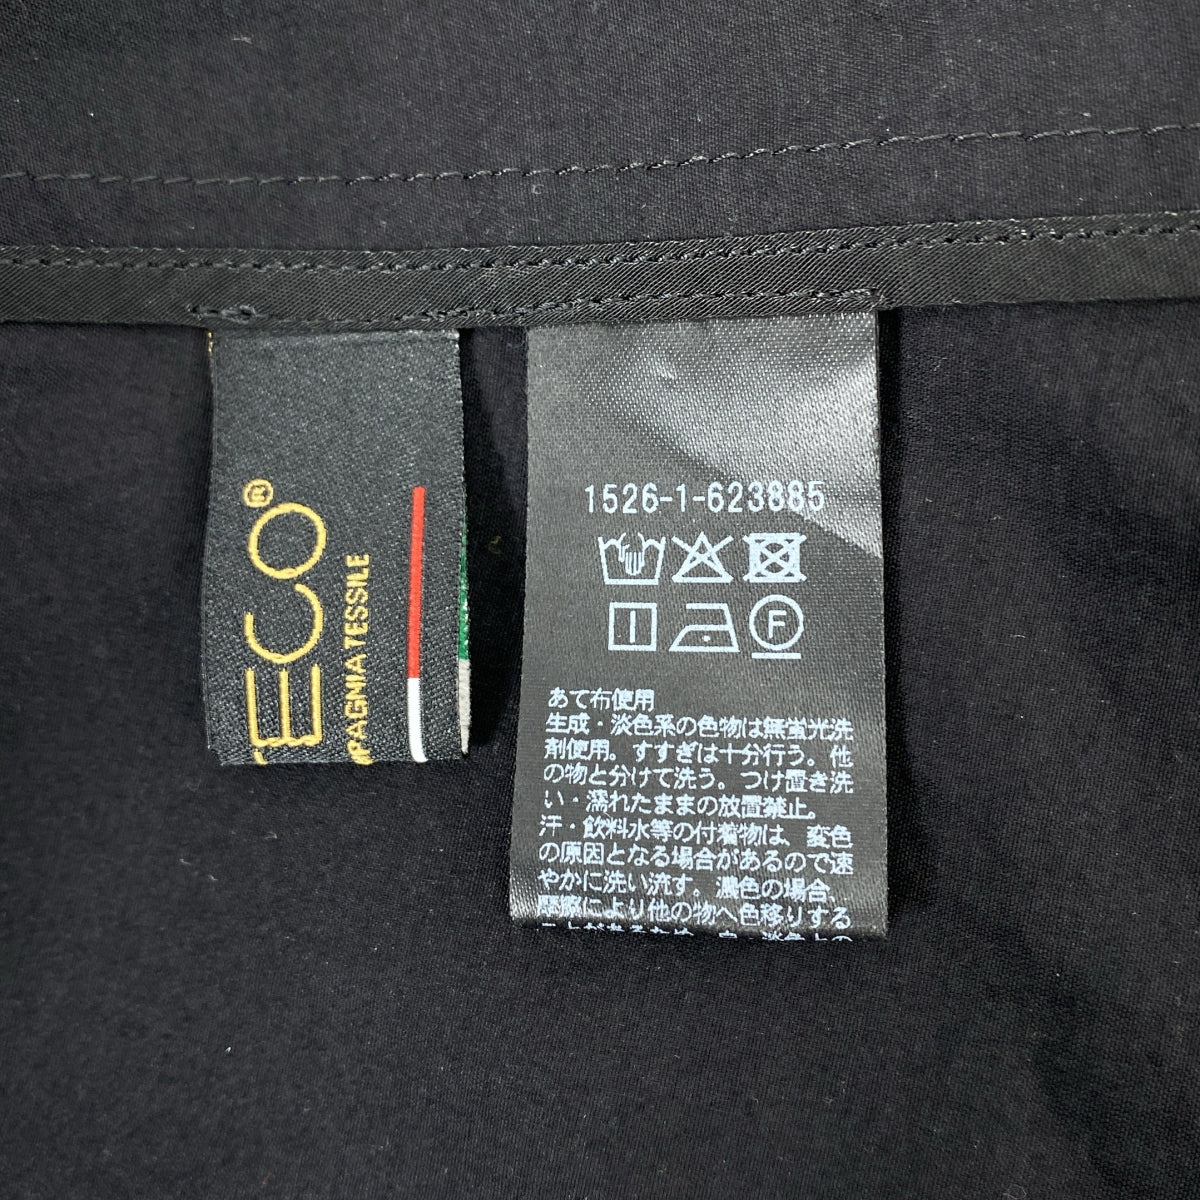 TECO®
MPAGNIA TESSILE
1526-1-623885
F
あて布使用
生成・淡色系の色物は無蛍光洗
剤使用。すすぎは十分行う。他
の物と分けて洗う。つけ置き洗
い・濡れたままの放置禁止。
汗・飲料水等の付着物は、変色
の原因となる場合があるので速
やかに洗い流す。濃色の場合、
摩擦により他の物へ色移りする